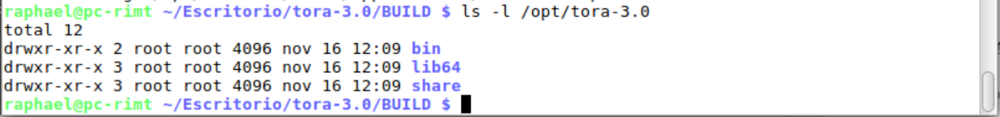 raphael@pc-rimt ~/Escritorio/tora-3.0/BUILD $ ls -l /opt/tora-3.0
total 12
drwxr-xr-x 2 root root 4096 nov 16 12:09 bin
drwxr-xr-x 3 root root 4096 nov 16 12:09 lib64
drwxr-xr-x 3 root root 4096 nov 16 12:09 share
raphael@pc-rimt ~/Escritorio/tora-3.0/BUILD $